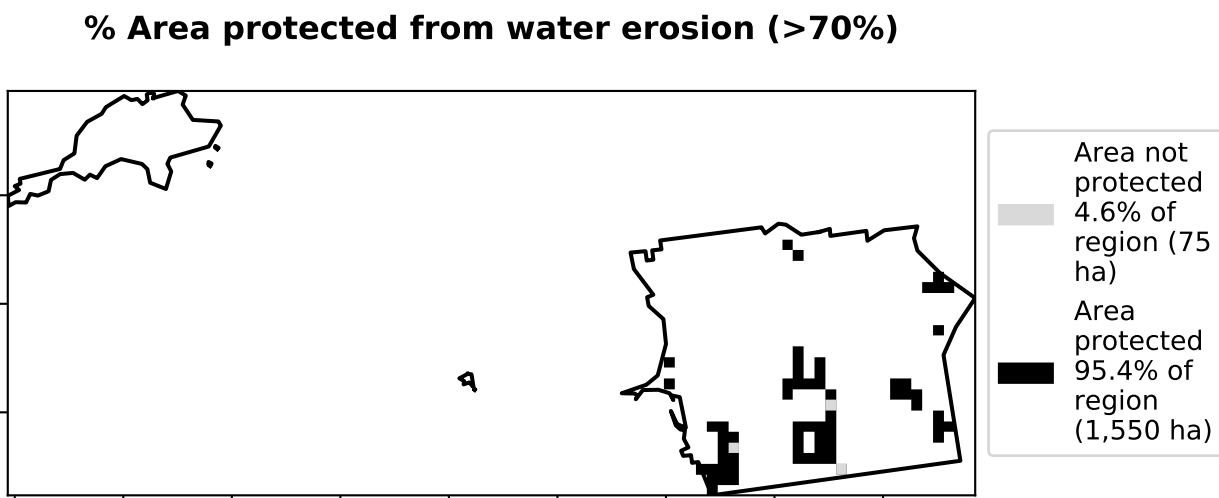 % Area protected from water erosion (>70%)
Area not
protected
4.6% of
region (75
ha)
Area
protected
95.4% of
region
(1,550 ha)